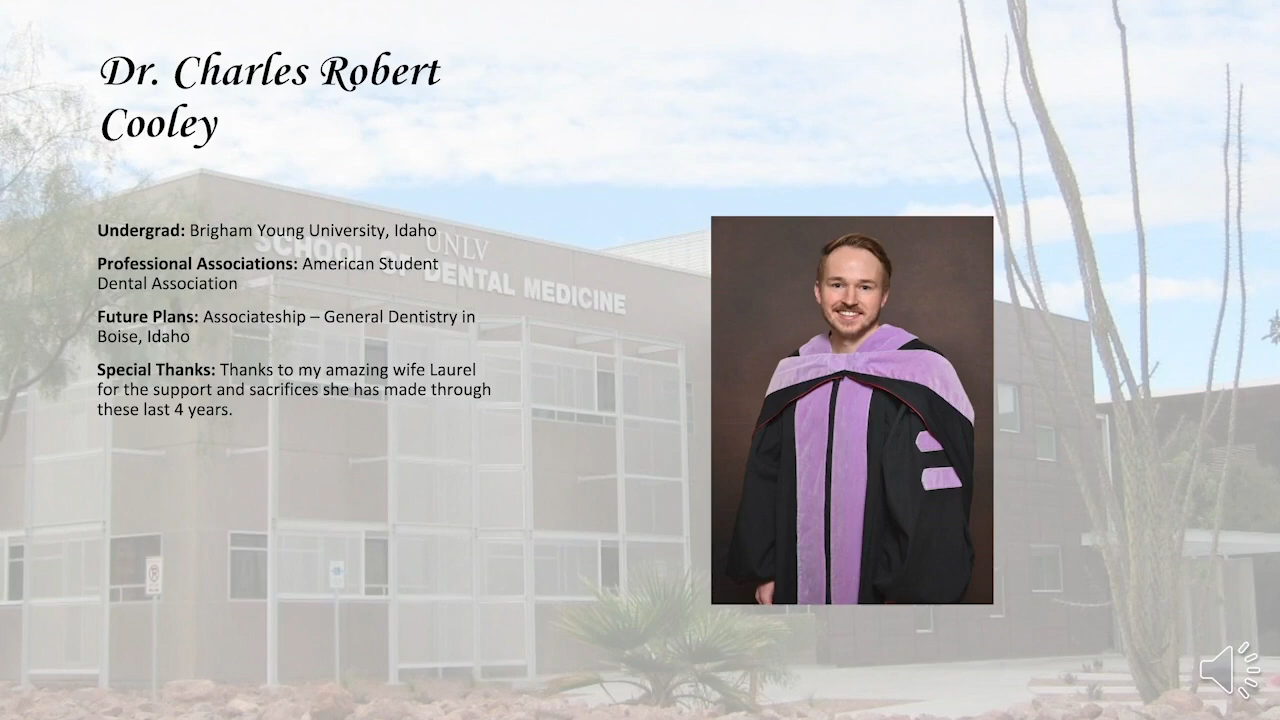 Dr. Charles Robert
Cooley
Undergrad: Brigham Young University, Idaho
Professional Associations: American Student
Dental Association
Future Plans: Associateship – General Dentistry in
Boise, Idaho
Special Thanks: Thanks to my amazing wife Laurel
for the support and sacrifices she has made through
these last 4 years.
UNLV
SCHOOL OF DENTAL MEDICINE